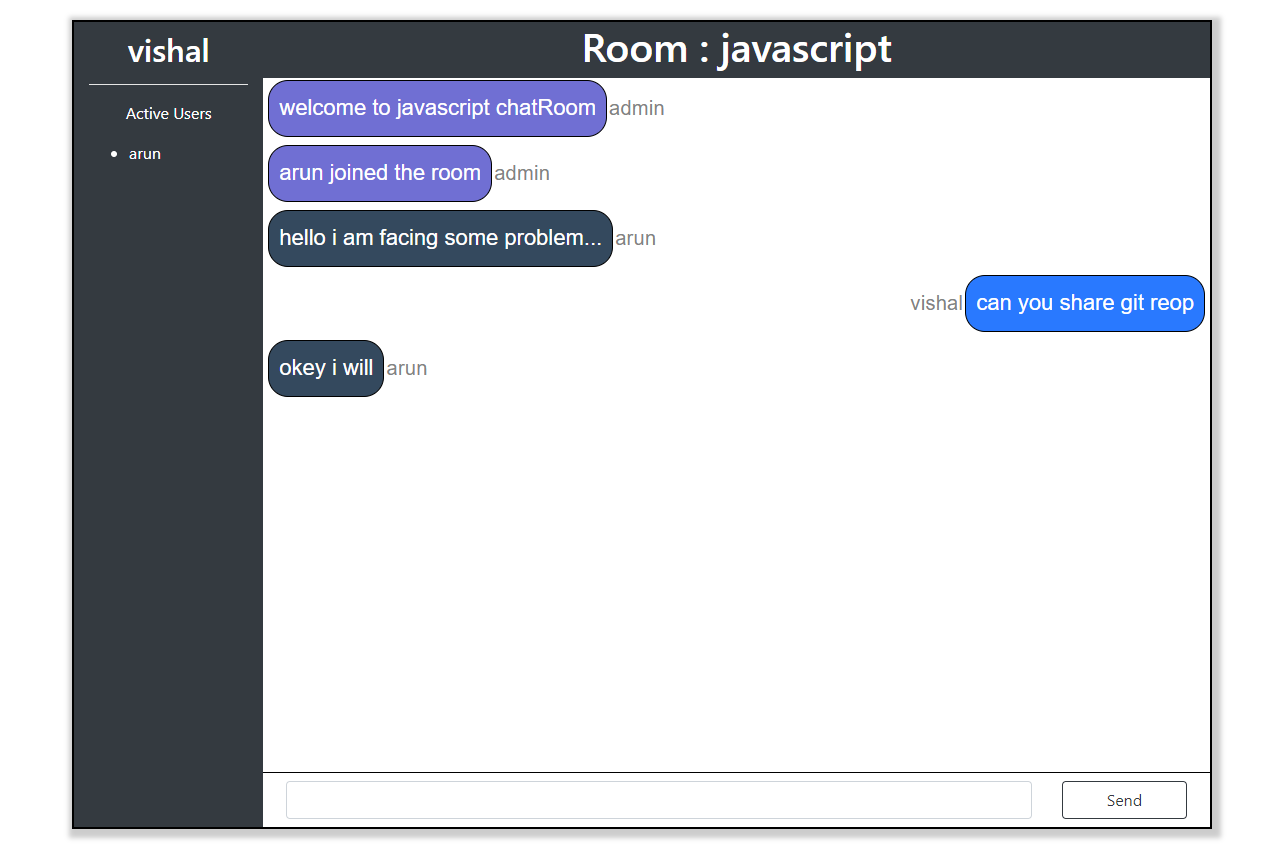 vishal
Active Users
arun
Room : javascript
welcome to javascript chatRoom admin
arun joined the room admin
hello i am facing some problem... arun
vishal can you share git reop
okey i will arun
Send